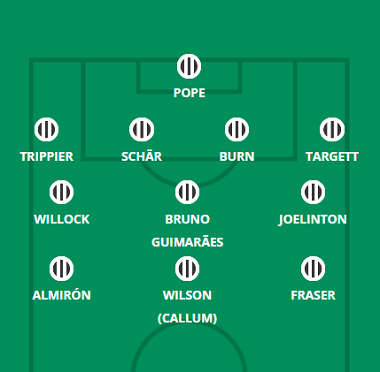 POPE
TRIPPIER SCHÄR BURN TARGETT
WILLOCK BRUNO GUIMARÃES JOELINTON
ALMIRÓN WILSON (CALLUM) FRASER